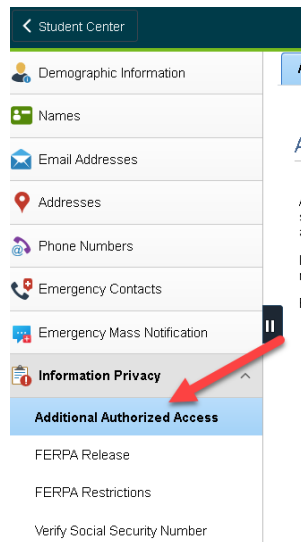 Student Center
Demographic Information
Names
Email Addresses
Addresses
Phone Numbers
Emergency Contacts
Emergency Mass Notification
Information Privacy
Additional Authorized Access
FERPA Release
FERPA Restrictions
Verify Social Security Number